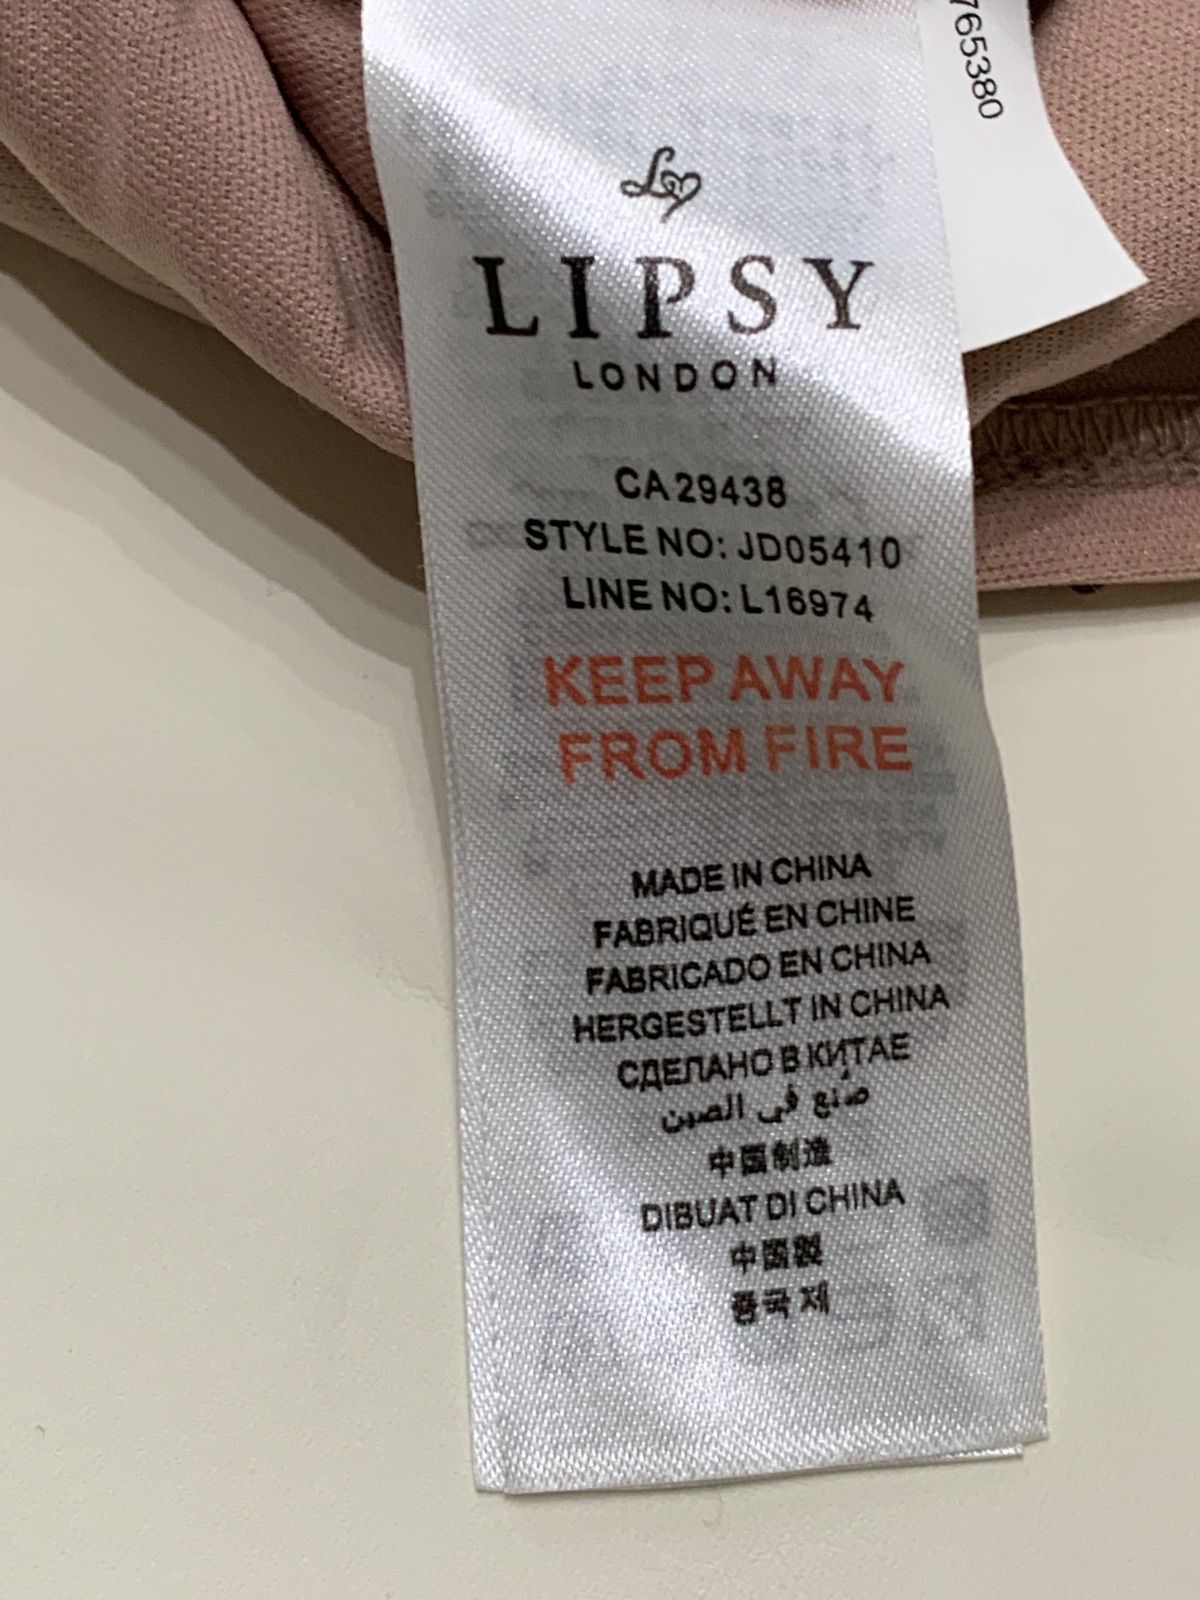 LIPSY
LONDON
CA 29438
STYLE NO: JD05410
LINE NO: L16974
KEEP AWAY
FROM FIRE
MADE IN CHINA
FABRIQUÉ EN CHINE
FABRICADO EN CHINA
HERGESTELLT IN CHINA
СДЕЛАНО В КИТАЕ
صُنع في الصين
中国制造
DIBUAT DI CHINA
中国製
중국 제
765380